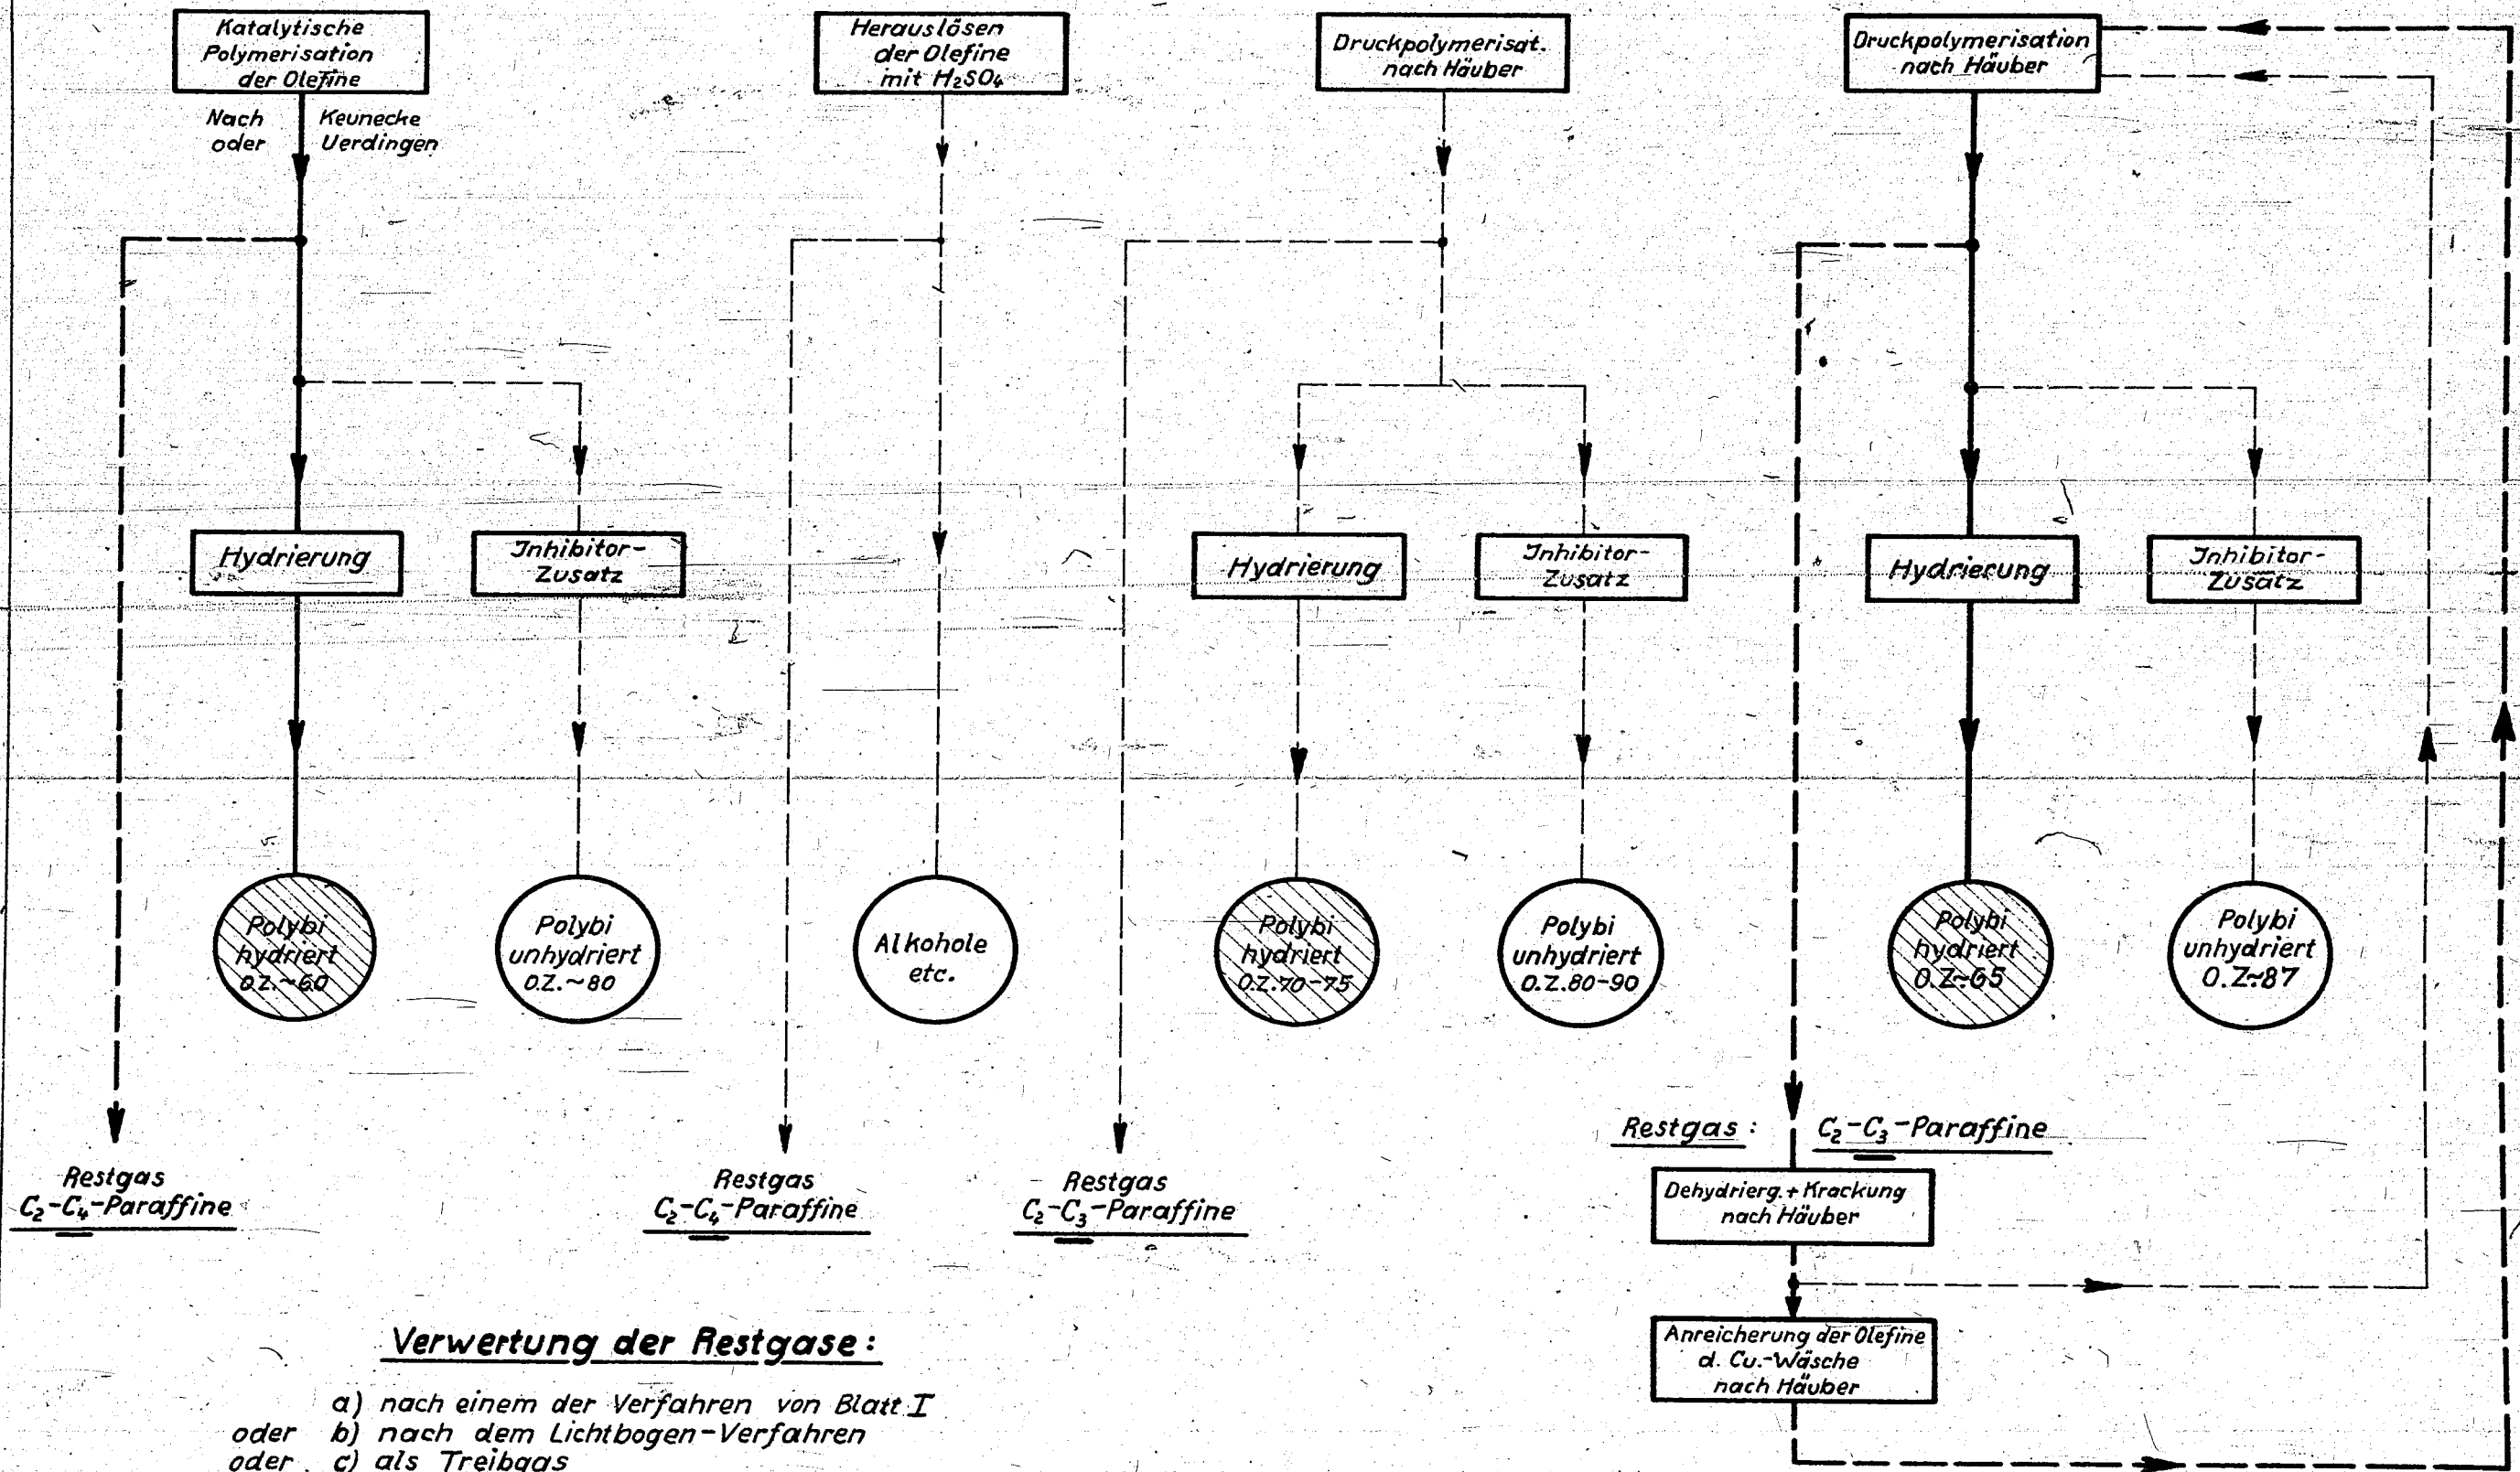 Katalytische
Polymerisation
der Olefine
Nach Keunecke
oder Uerdingen
Herauslösen
der Olefine
mit H₂SO₄
Druckpolymerisat.
nach Häuber
Druckpolymerisation
nach Häuber
Hydrierung
Inhibitor-
Zusatz
Hydrierung
Inhibitor-
Zusatz
Hydrierung
Inhibitor-
Zusatz
Polybi
hydriert
O.Z.~60
Polybi
unhydriert
O.Z.~80
Alkohole
etc.
Polybi
hydriert
O.Z.70-75
Polybi
unhydriert
O.Z.80-90
Polybi
hydriert
O.Z.~65
Polybi
unhydriert
O.Z.~87
Restgas
C₂-C₄-Paraffine
Restgas
C₂-C₄-Paraffine
Restgas
C₂-C₃-Paraffine
Restgas: C₂-C₃-Paraffine
Dehydrierg.+Krackung
nach Häuber
Anreicherung der Olefine
d. Cu.-Wäsche
nach Häuber
Verwertung der Restgase:
a) nach einem der Verfahren von Blatt I
oder b) nach dem Lichtbogen-Verfahren
oder c) als Treibgas